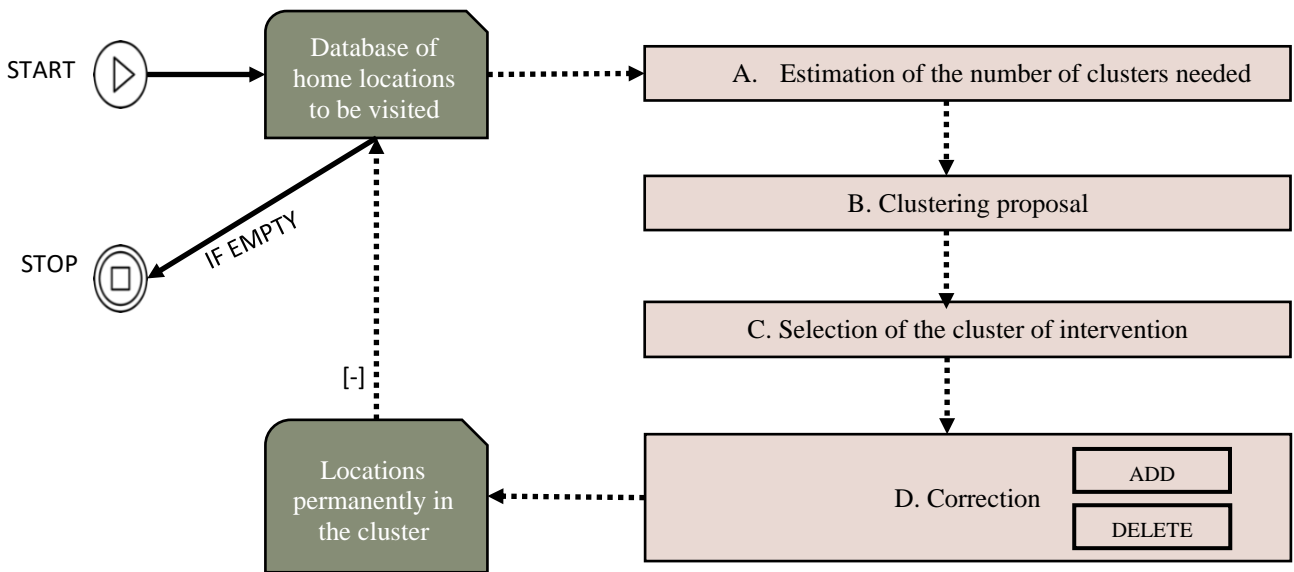 START
Database of
home locations
to be visited
A. Estimation of the number of clusters needed
B. Clustering proposal
STOP
IF EMPTY
C. Selection of the cluster of intervention
[-]
Locations
permanently in
the cluster
D. Correction
ADD
DELETE